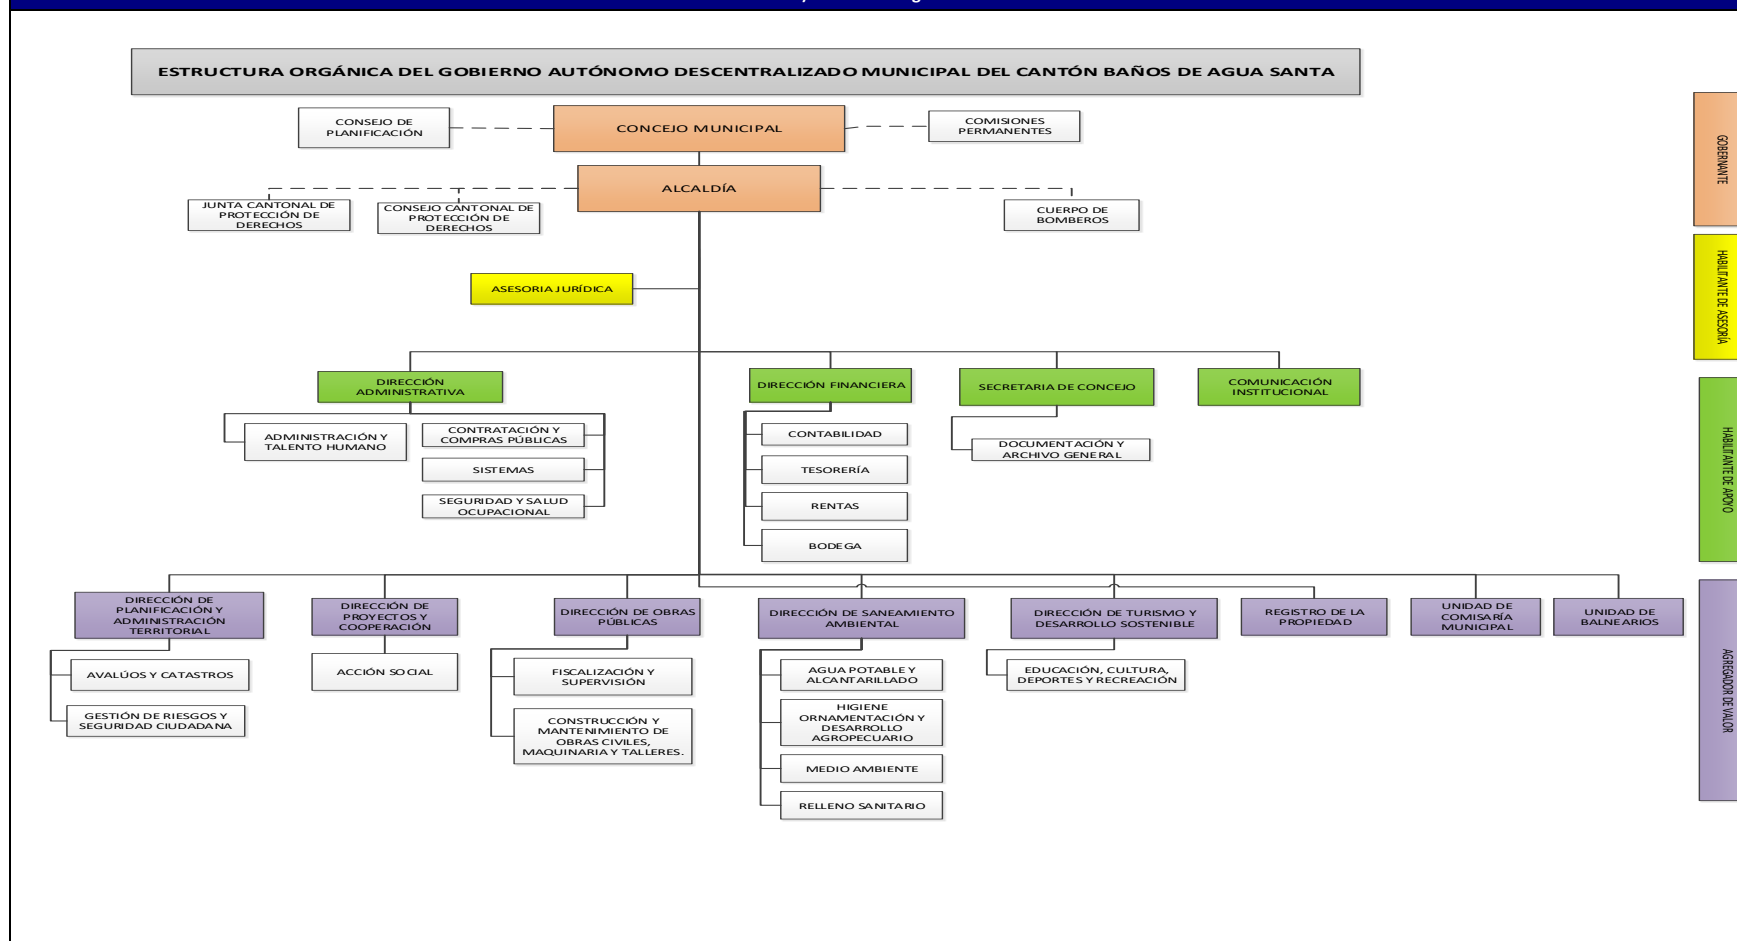 ESTRUCTURA ORGÁNICA DEL GOBIERNO AUTÓNOMO DESCENTRALIZADO MUNICIPAL DEL CANTÓN BAÑOS DE AGUA SANTA
CONSEJO DE
PLANIFICACIÓN
CONCEJO MUNICIPAL
COMISIONES
PERMANENTES
ALCALDÍA
JUNTA CANTONAL DE
PROTECCIÓN DE
DERECHOS
CONSEJO CANTONAL DE
PROTECCIÓN DE
DERECHOS
CUERPO DE
BOMBEROS
GOBERNANTE
ASESORIA JURÍDICA
HABILITANTE DE ASESORÍA
DIRECCIÓN
ADMINISTRATIVA
DIRECCIÓN FINANCIERA
SECRETARIA DE CONCEJO
COMUNICACIÓN
INSTITUCIONAL
ADMINISTRACIÓN Y
TALENTO HUMANO
CONTRATACIÓN Y
COMPRAS PÚBLICAS
SISTEMAS
SEGURIDAD Y SALUD
OCUPACIONAL
CONTABILIDAD
TESORERÍA
RENTAS
BODEGA
DOCUMENTACIÓN Y
ARCHIVO GENERAL
HABILITANTE DE APOYO
DIRECCIÓN DE
PLANIFICACIÓN Y
ADMINISTRACIÓN
TERRITORIAL
DIRECCIÓN DE
PROYECTOS Y
COOPERACIÓN
DIRECCIÓN DE OBRAS
PÚBLICAS
DIRECCIÓN DE SANEAMIENTO
AMBIENTAL
DIRECCIÓN DE TURISMO Y
DESARROLLO SOSTENIBLE
REGISTRO DE LA
PROPIEDAD
UNIDAD DE
COMISARÍA
MUNICIPAL
UNIDAD DE
BALNEARIOS
AVALÚOS Y CATASTROS
GESTIÓN DE RIESGOS Y
SEGURIDAD CIUDADANA
ACCIÓN SOCIAL
FISCALIZACIÓN Y
SUPERVISIÓN
CONSTRUCCIÓN Y
MANTENIMIENTO DE
OBRAS CIVILES,
MAQUINARIA Y TALLERES.
AGUA POTABLE Y
ALCANTARILLADO
HIGIENE
ORNAMENTACIÓN Y
DESARROLLO
AGROPECUARIO
MEDIO AMBIENTE
RELLENO SANITARIO
EDUCACIÓN, CULTURA,
DEPORTES Y RECREACIÓN
AGREGADOR DE VALOR